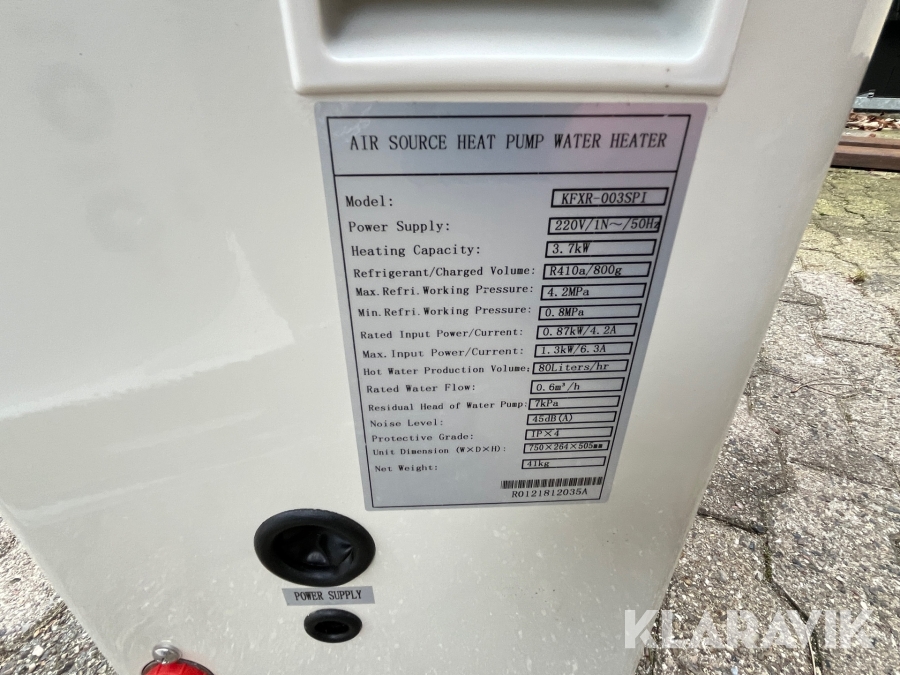 AIR SOURCE HEAT PUMP WATER HEATER
Model: KFXR-003SPI
Power Supply: 220V/1N~/50Hz
Heating Capacity: 3.7kW
Refrigerant/Charged Volume: R410a/800g
Max.Refri.Working Pressure: 4.2MPa
Min.Refri.Working Pressure: 0.8MPa
Rated Input Power/Current: 0.87kW/4.2A
Max.Input Power/Current: 1.3kW/6.3A
Hot Water Production Volume: 80Liters/hr
Rated Water Flow: 0.6m³/h
Residual Head of Water Pump: 7kPa
Noise Level: 45dB(A)
Protective Grade: IP×4
Unit Dimension (W×D×H): 750×264×505mm
Net Weight: 41kg
R0121812035A
POWER SUPPLY
KLARAVIK